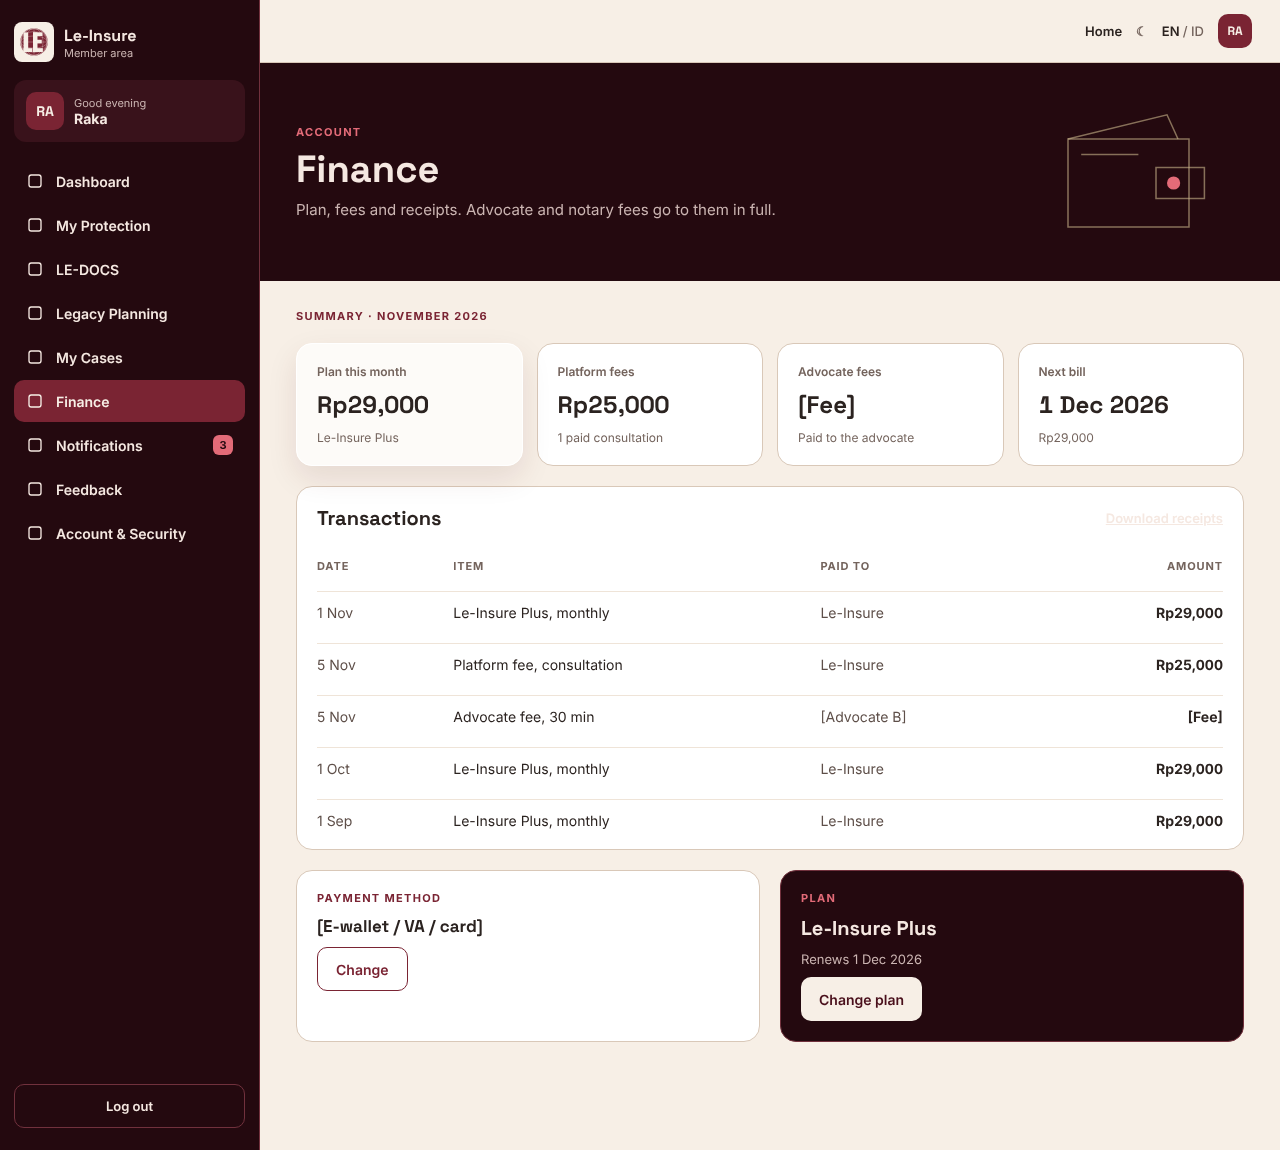 LE
Le-Insure
Member area
RA
Good evening
Raka
Dashboard
My Protection
LE-DOCS
Legacy Planning
My Cases
Finance
Notifications
3
Feedback
Account & Security
Log out
Home
EN / ID
RA
ACCOUNT
Finance
Plan, fees and receipts. Advocate and notary fees go to them in full.
SUMMARY · NOVEMBER 2026
Plan this month
Rp29,000
Le-Insure Plus
Platform fees
Rp25,000
1 paid consultation
Advocate fees
[Fee]
Paid to the advocate
Next bill
1 Dec 2026
Rp29,000
Transactions
Download receipts
DATE ITEM PAID TO AMOUNT
1 Nov Le-Insure Plus, monthly Le-Insure Rp29,000
5 Nov Platform fee, consultation Le-Insure Rp25,000
5 Nov Advocate fee, 30 min [Advocate B] [Fee]
1 Oct Le-Insure Plus, monthly Le-Insure Rp29,000
1 Sep Le-Insure Plus, monthly Le-Insure Rp29,000
PAYMENT METHOD
[E-wallet / VA / card]
Change
PLAN
Le-Insure Plus
Renews 1 Dec 2026
Change plan